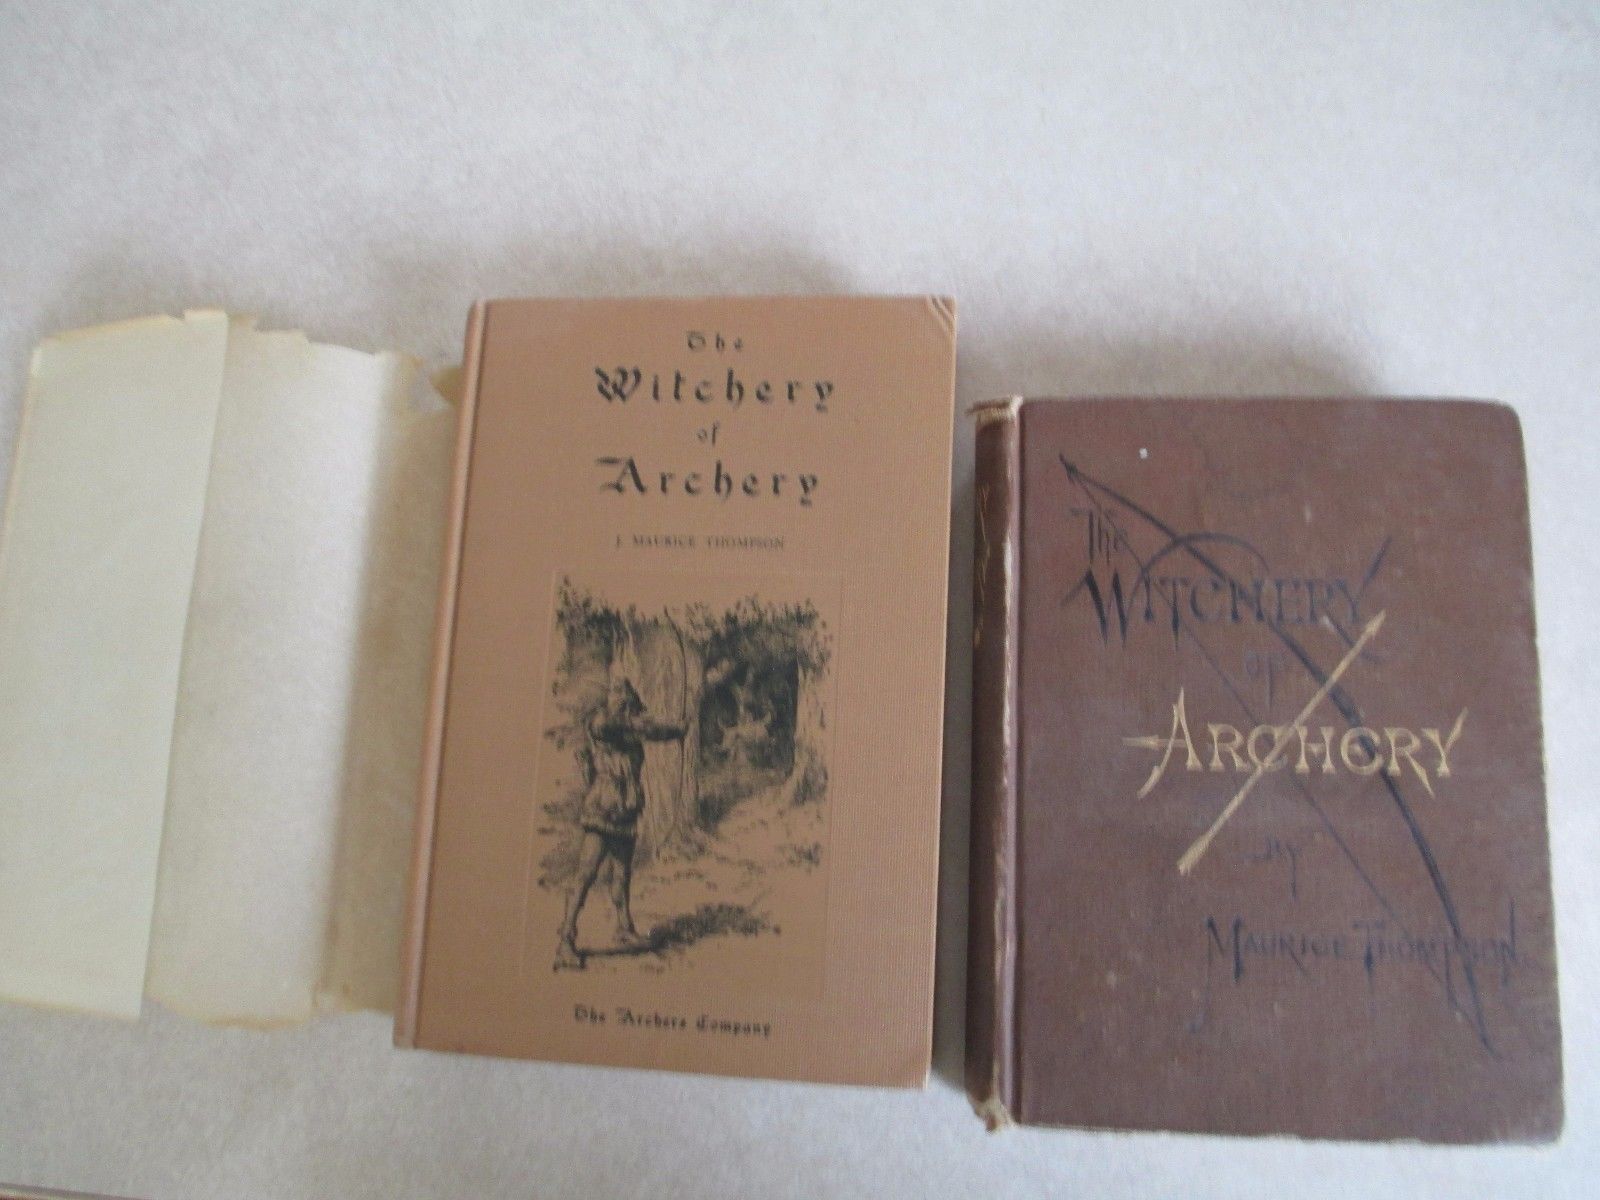 The
Witchery
of
Archery
J. MAURICE THOMPSON
The Archers Company
The
WITCHERY
OF
ARCHERY
BY
MAURICE THOMPSON